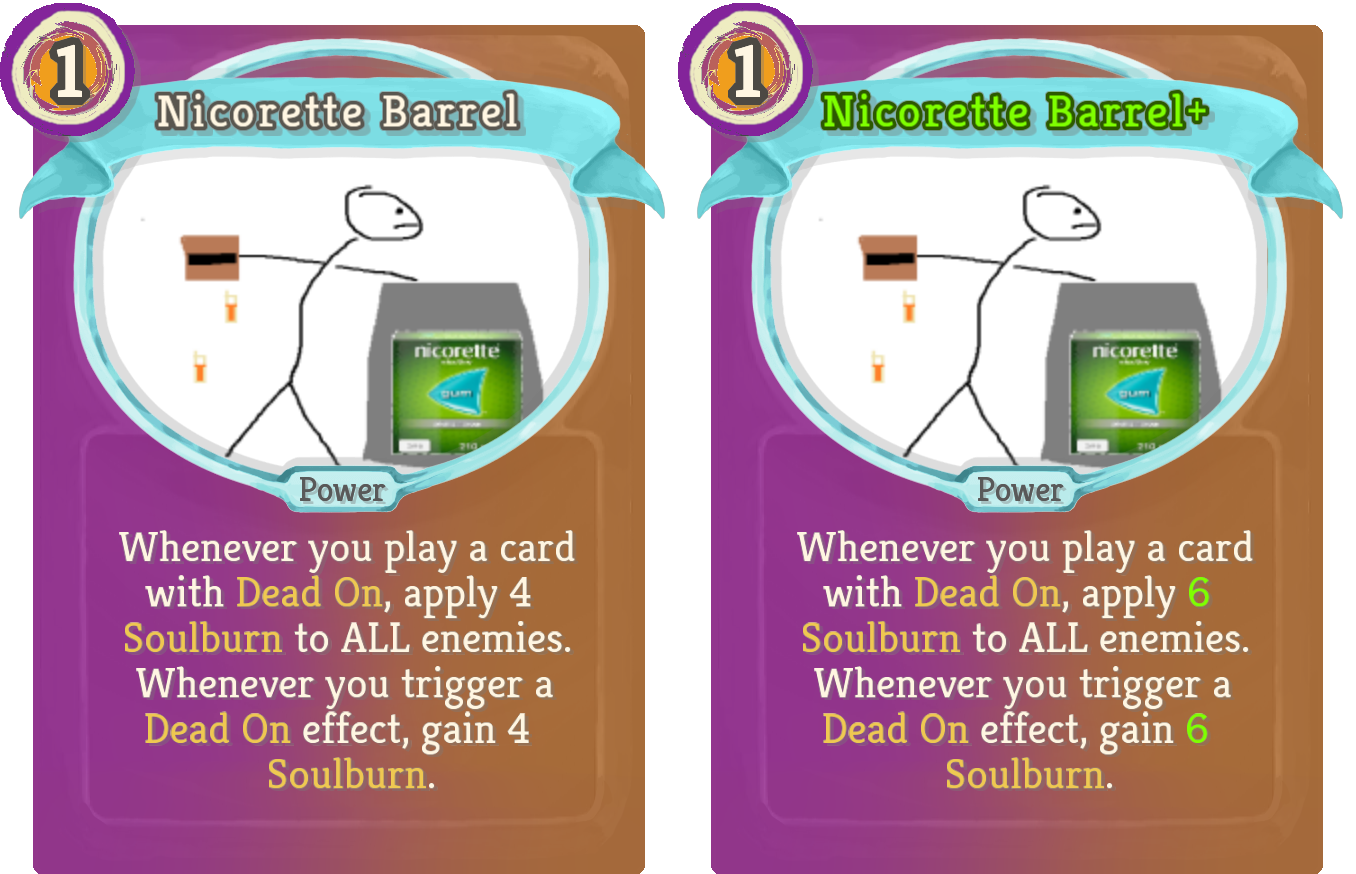 1
Nicorette Barrel
nicorette
gum
Power
Whenever you play a card
with Dead On, apply 4
Soulburn to ALL enemies.
Whenever you trigger a
Dead On effect, gain 4
Soulburn.
1
Nicorette Barrel+
nicorette
gum
Power
Whenever you play a card
with Dead On, apply 6
Soulburn to ALL enemies.
Whenever you trigger a
Dead On effect, gain 6
Soulburn.